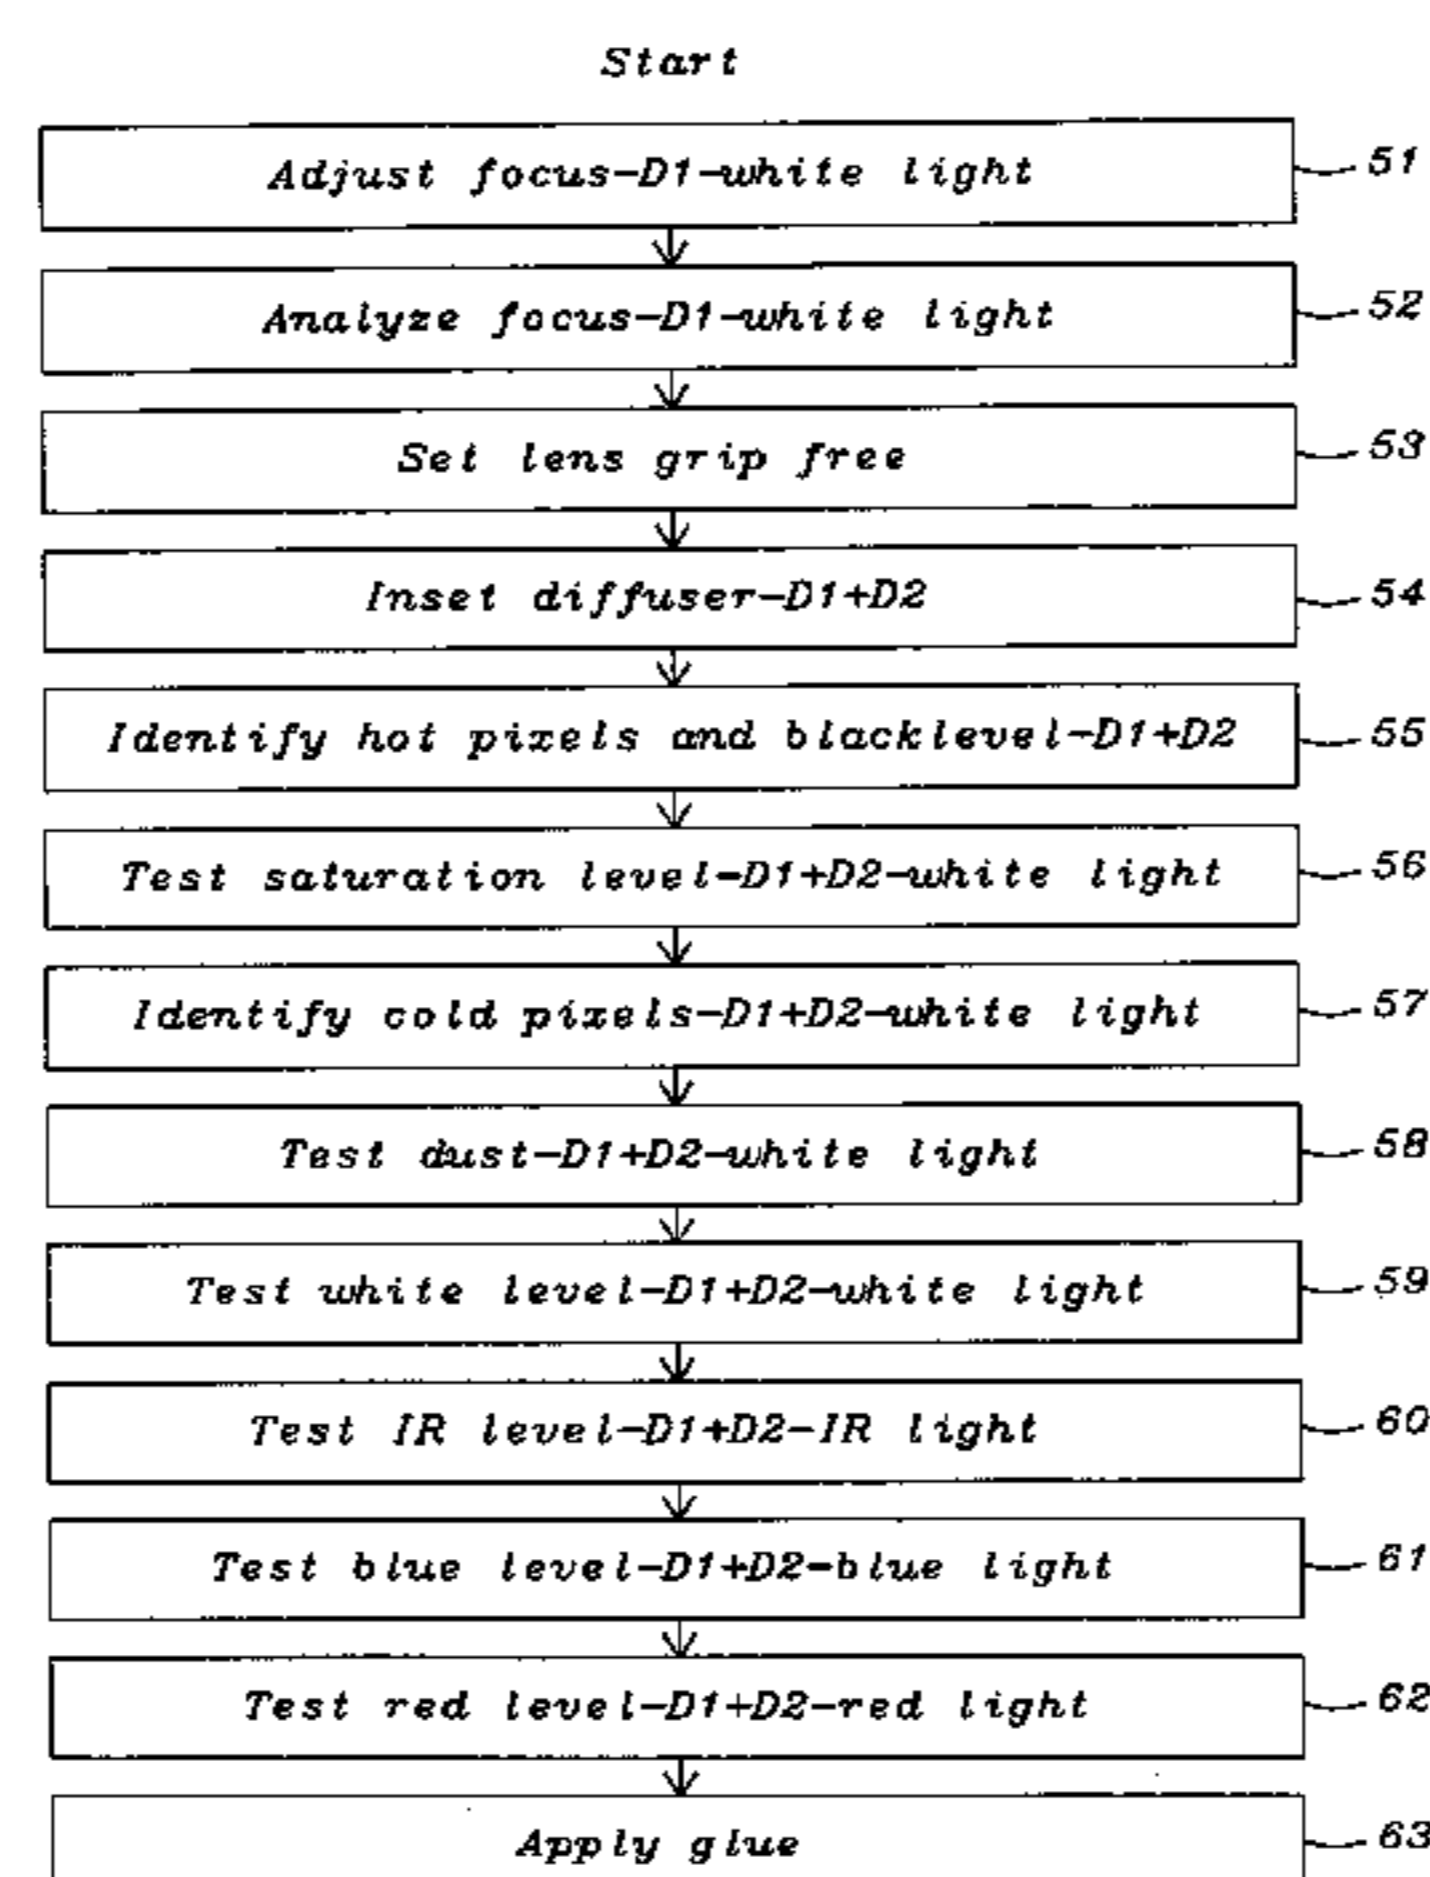 Start
Adjust focus-D1-white light 51
Analyze focus-D1-white light 52
Set lens grip free 53
Inset diffuser-D1+D2 54
Identify hot pixels and blacklevel-D1+D2 55
Test saturation level-D1+D2-white light 56
Identify cold pixels-D1+D2-white light 57
Test dust-D1+D2-white light 58
Test white level-D1+D2-white light 59
Test IR level-D1+D2-IR light 60
Test blue level-D1+D2-blue light 61
Test red level-D1+D2-red light 62
Apply glue 63